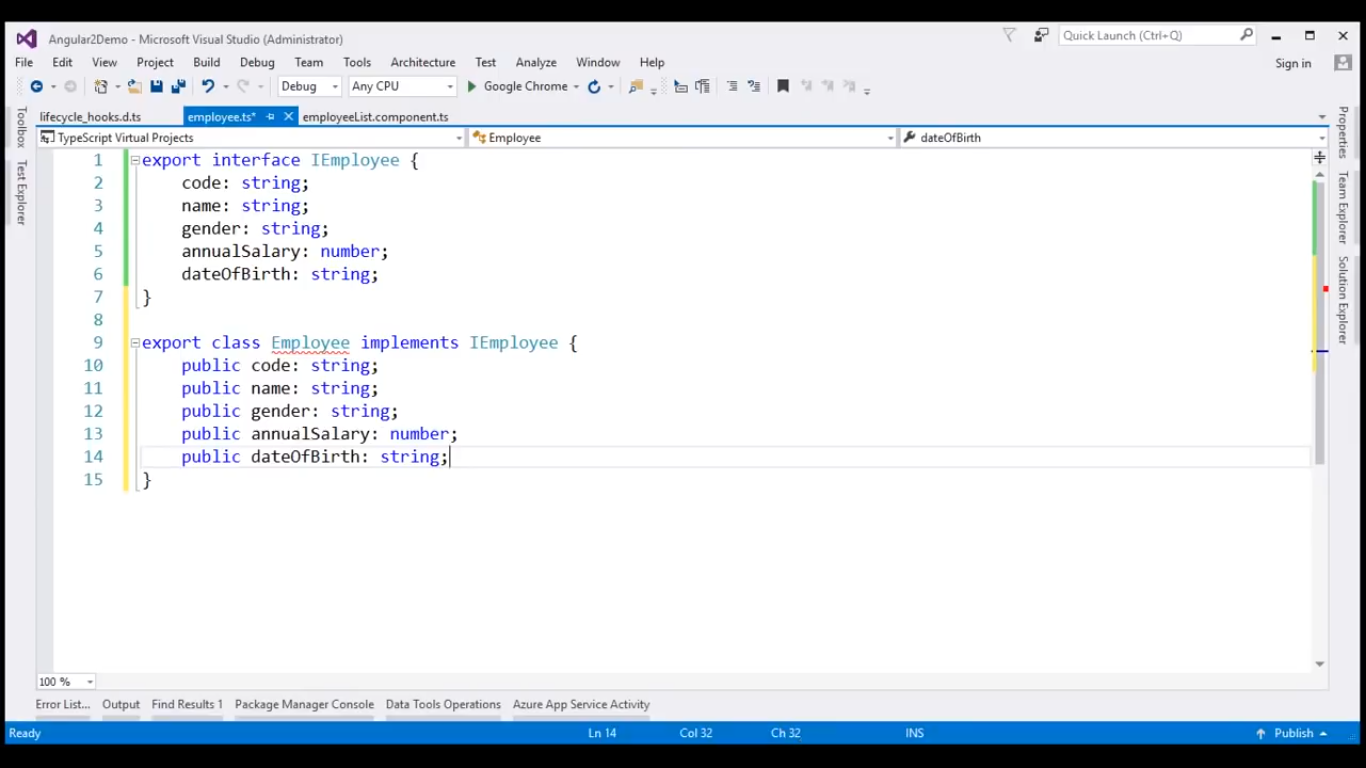 Angular2Demo - Microsoft Visual Studio (Administrator)
Quick Launch (Ctrl+Q)
File Edit View Project Build Debug Team Tools Architecture Test Analyze Window Help
Sign in
Debug Any CPU Google Chrome
lifecycle_hooks.d.ts employee.ts* employeeList.component.ts
TypeScript Virtual Projects Employee dateOfBirth
Toolbox
Test Explorer
1 export interface IEmployee {
2 code: string;
3 name: string;
4 gender: string;
5 annualSalary: number;
6 dateOfBirth: string;
7 }
8
9 export class Employee implements IEmployee {
10 public code: string;
11 public name: string;
12 public gender: string;
13 public annualSalary: number;
14 public dateOfBirth: string;
15 }
Properties
Team Explorer
Solution Explorer
100 %
Error List... Output Find Results 1 Package Manager Console Data Tools Operations Azure App Service Activity
Ready Ln 14 Col 32 Ch 32 INS Publish